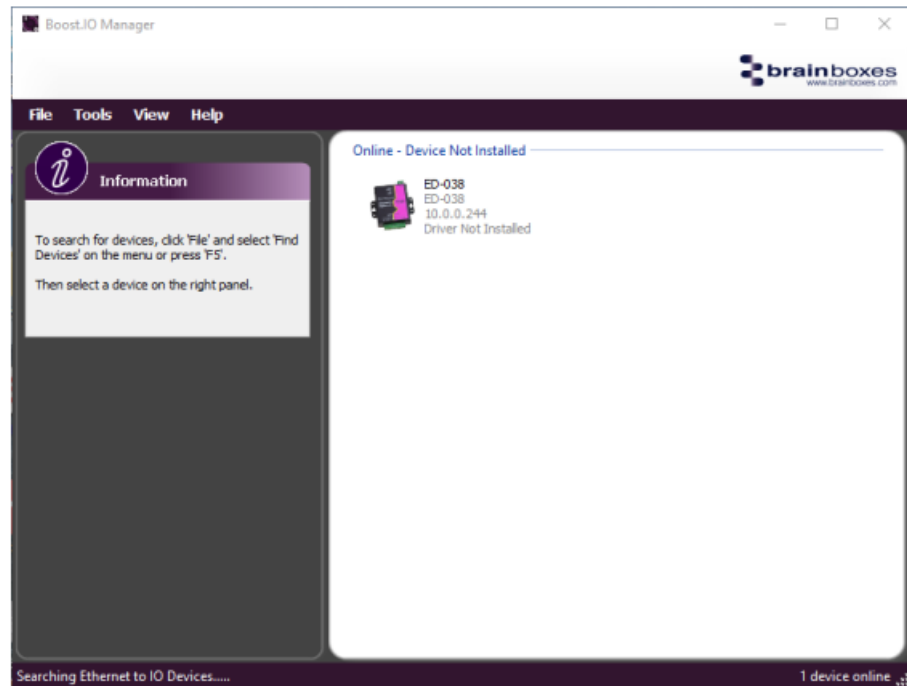 Boost.IO Manager
brainboxes
www.brainboxes.com
File Tools View Help
Information
To search for devices, click 'File' and select 'Find
Devices' on the menu or press 'F5'.
Then select a device on the right panel.
Online - Device Not Installed
ED-038
ED-038
10.0.0.244
Driver Not Installed
Searching Ethernet to IO Devices.....
1 device online